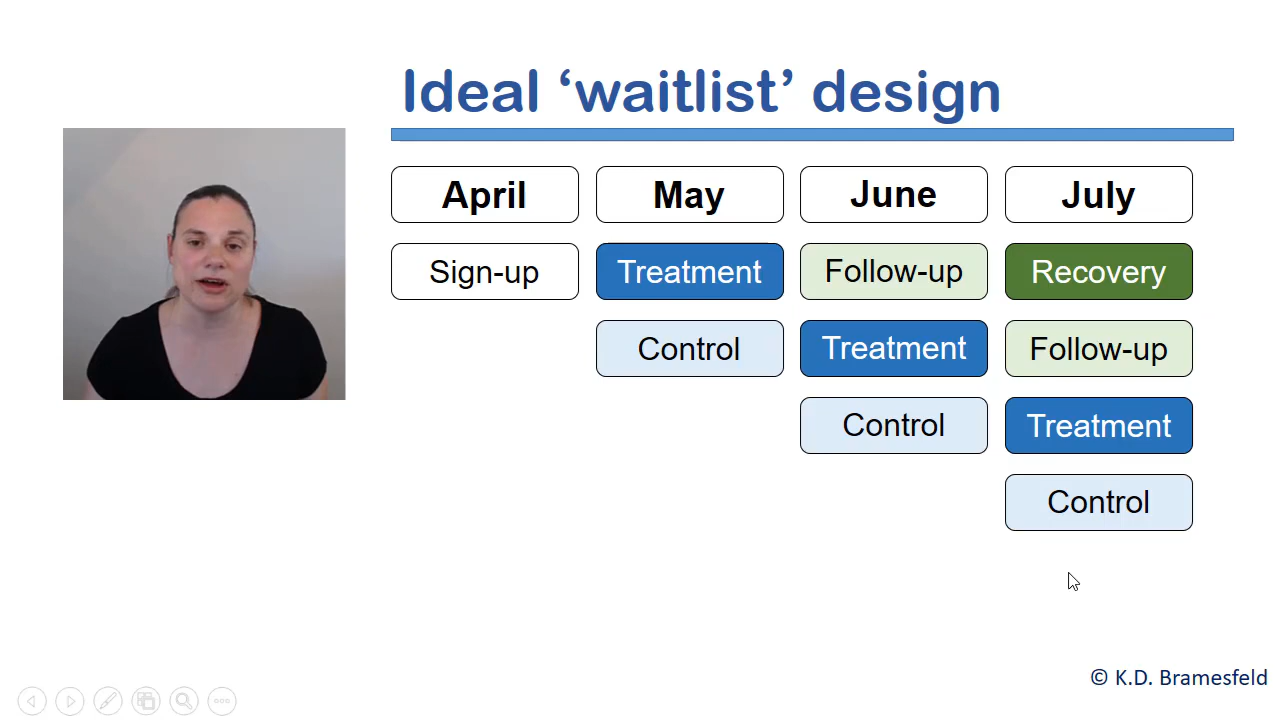 Ideal ‘waitlist’ design
April May June July
Sign-up Treatment Follow-up Recovery
Control Treatment Follow-up
Control Treatment
Control
© K.D. Bramesfeld